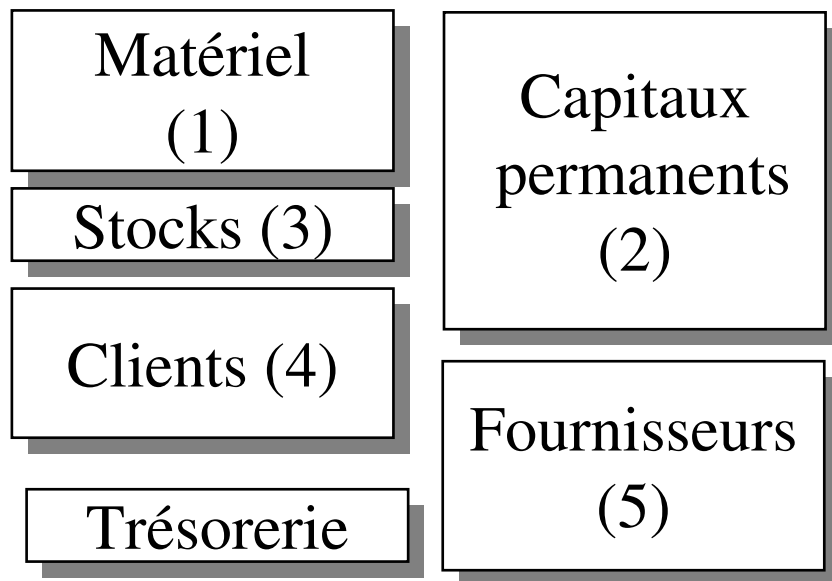 Matériel
(1)
Stocks (3)
Clients (4)
Trésorerie
Capitaux
permanents
(2)
Fournisseurs
(5)